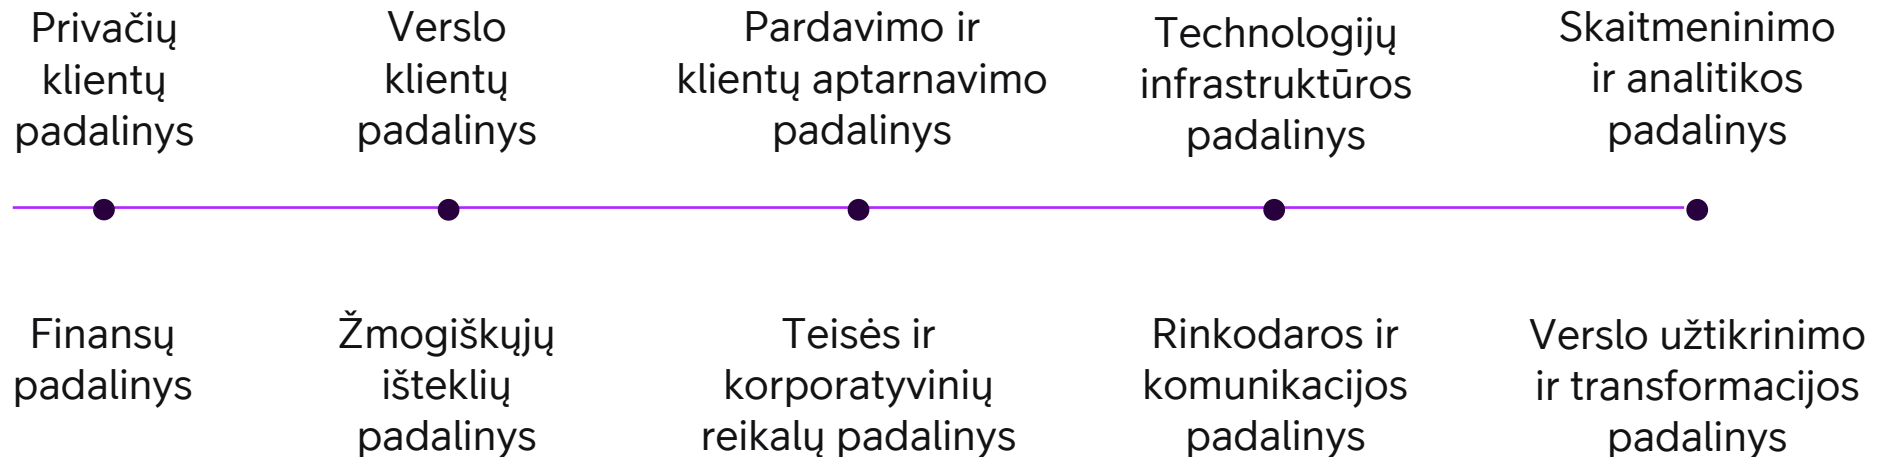 Privačių
klientų
padalinys
Verslo
klientų
padalinys
Pardavimo ir
klientų aptarnavimo
padalinys
Technologijų
infrastruktūros
padalinys
Skaitmeninimo
ir analitikos
padalinys
Finansų
padalinys
Žmogiškųjų
išteklių
padalinys
Teisės ir
korporatyvinių
reikalų padalinys
Rinkodaros ir
komunikacijos
padalinys
Verslo užtikrinimo
ir transformacijos
padalinys